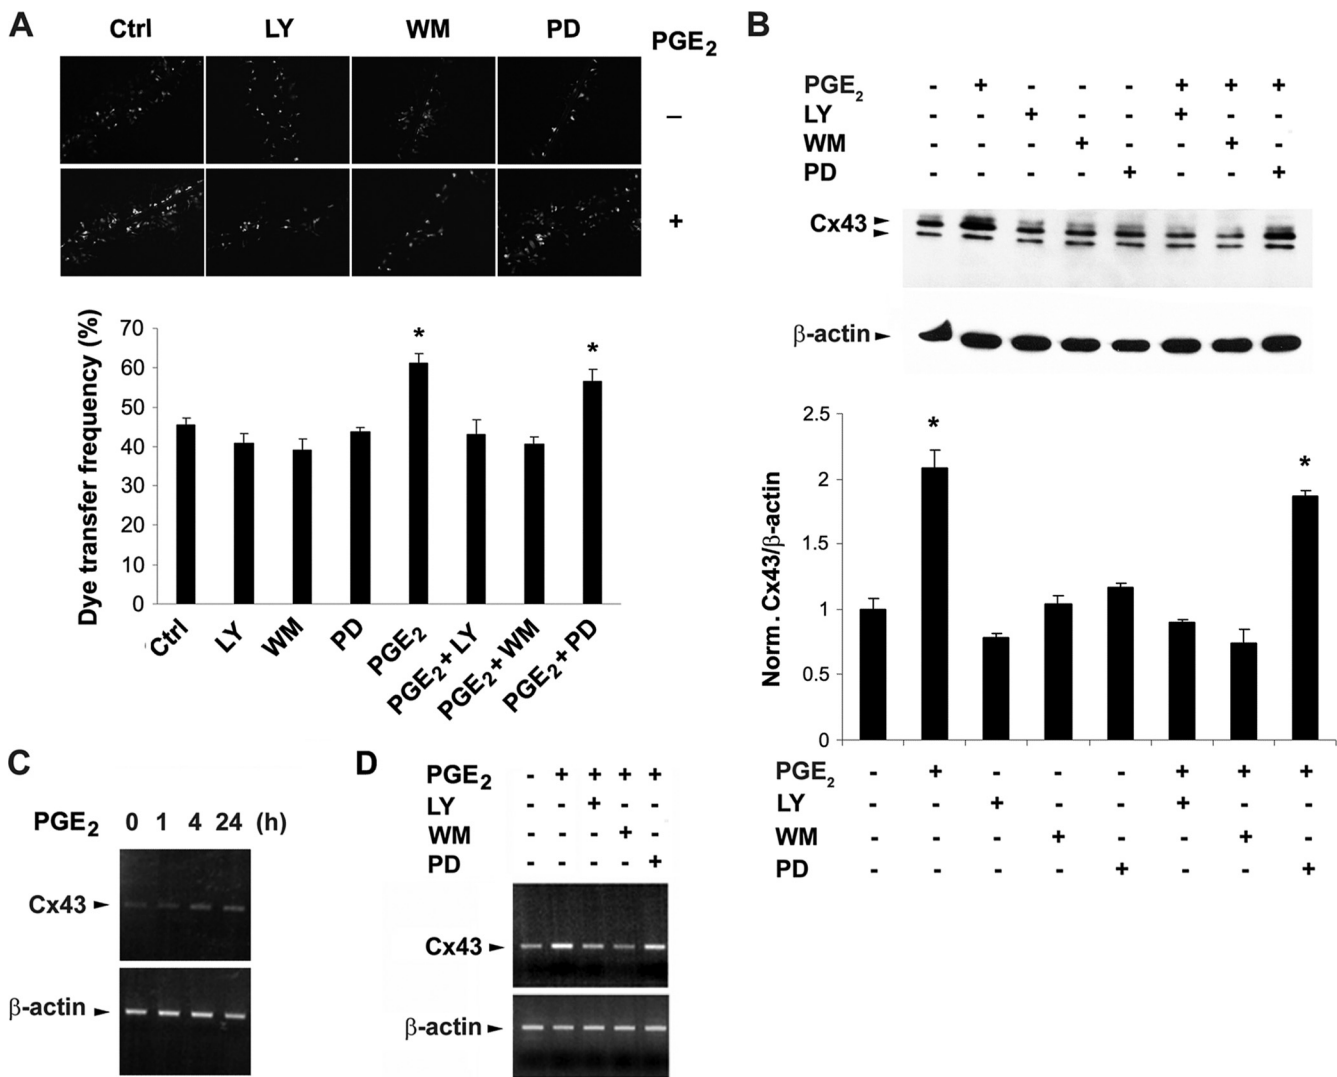 A
Ctrl LY WM PD PGE2
–
+
Dye transfer frequency (%)
70
60
50
40
30
20
10
0
* *
Ctrl LY WM PD PGE2 PGE2+ LY PGE2+ WM PGE2+ PD
B
PGE2 - + - - - + + +
LY - - + - - + - -
WM - - - + - - + -
PD - - - - + - - +
Cx43
β-actin
Norm. Cx43/β-actin
2.5
2
1
0.5
0
* *
PGE2 - + - - - + + +
LY - - + - - + - -
WM - - - + - - + -
PD - - - - + - - +
C
PGE2 0 1 4 24 (h)
Cx43
β-actin
D
PGE2 - + + + +
LY - - + - -
WM - - - + -
PD - - - - +
Cx43
β-actin